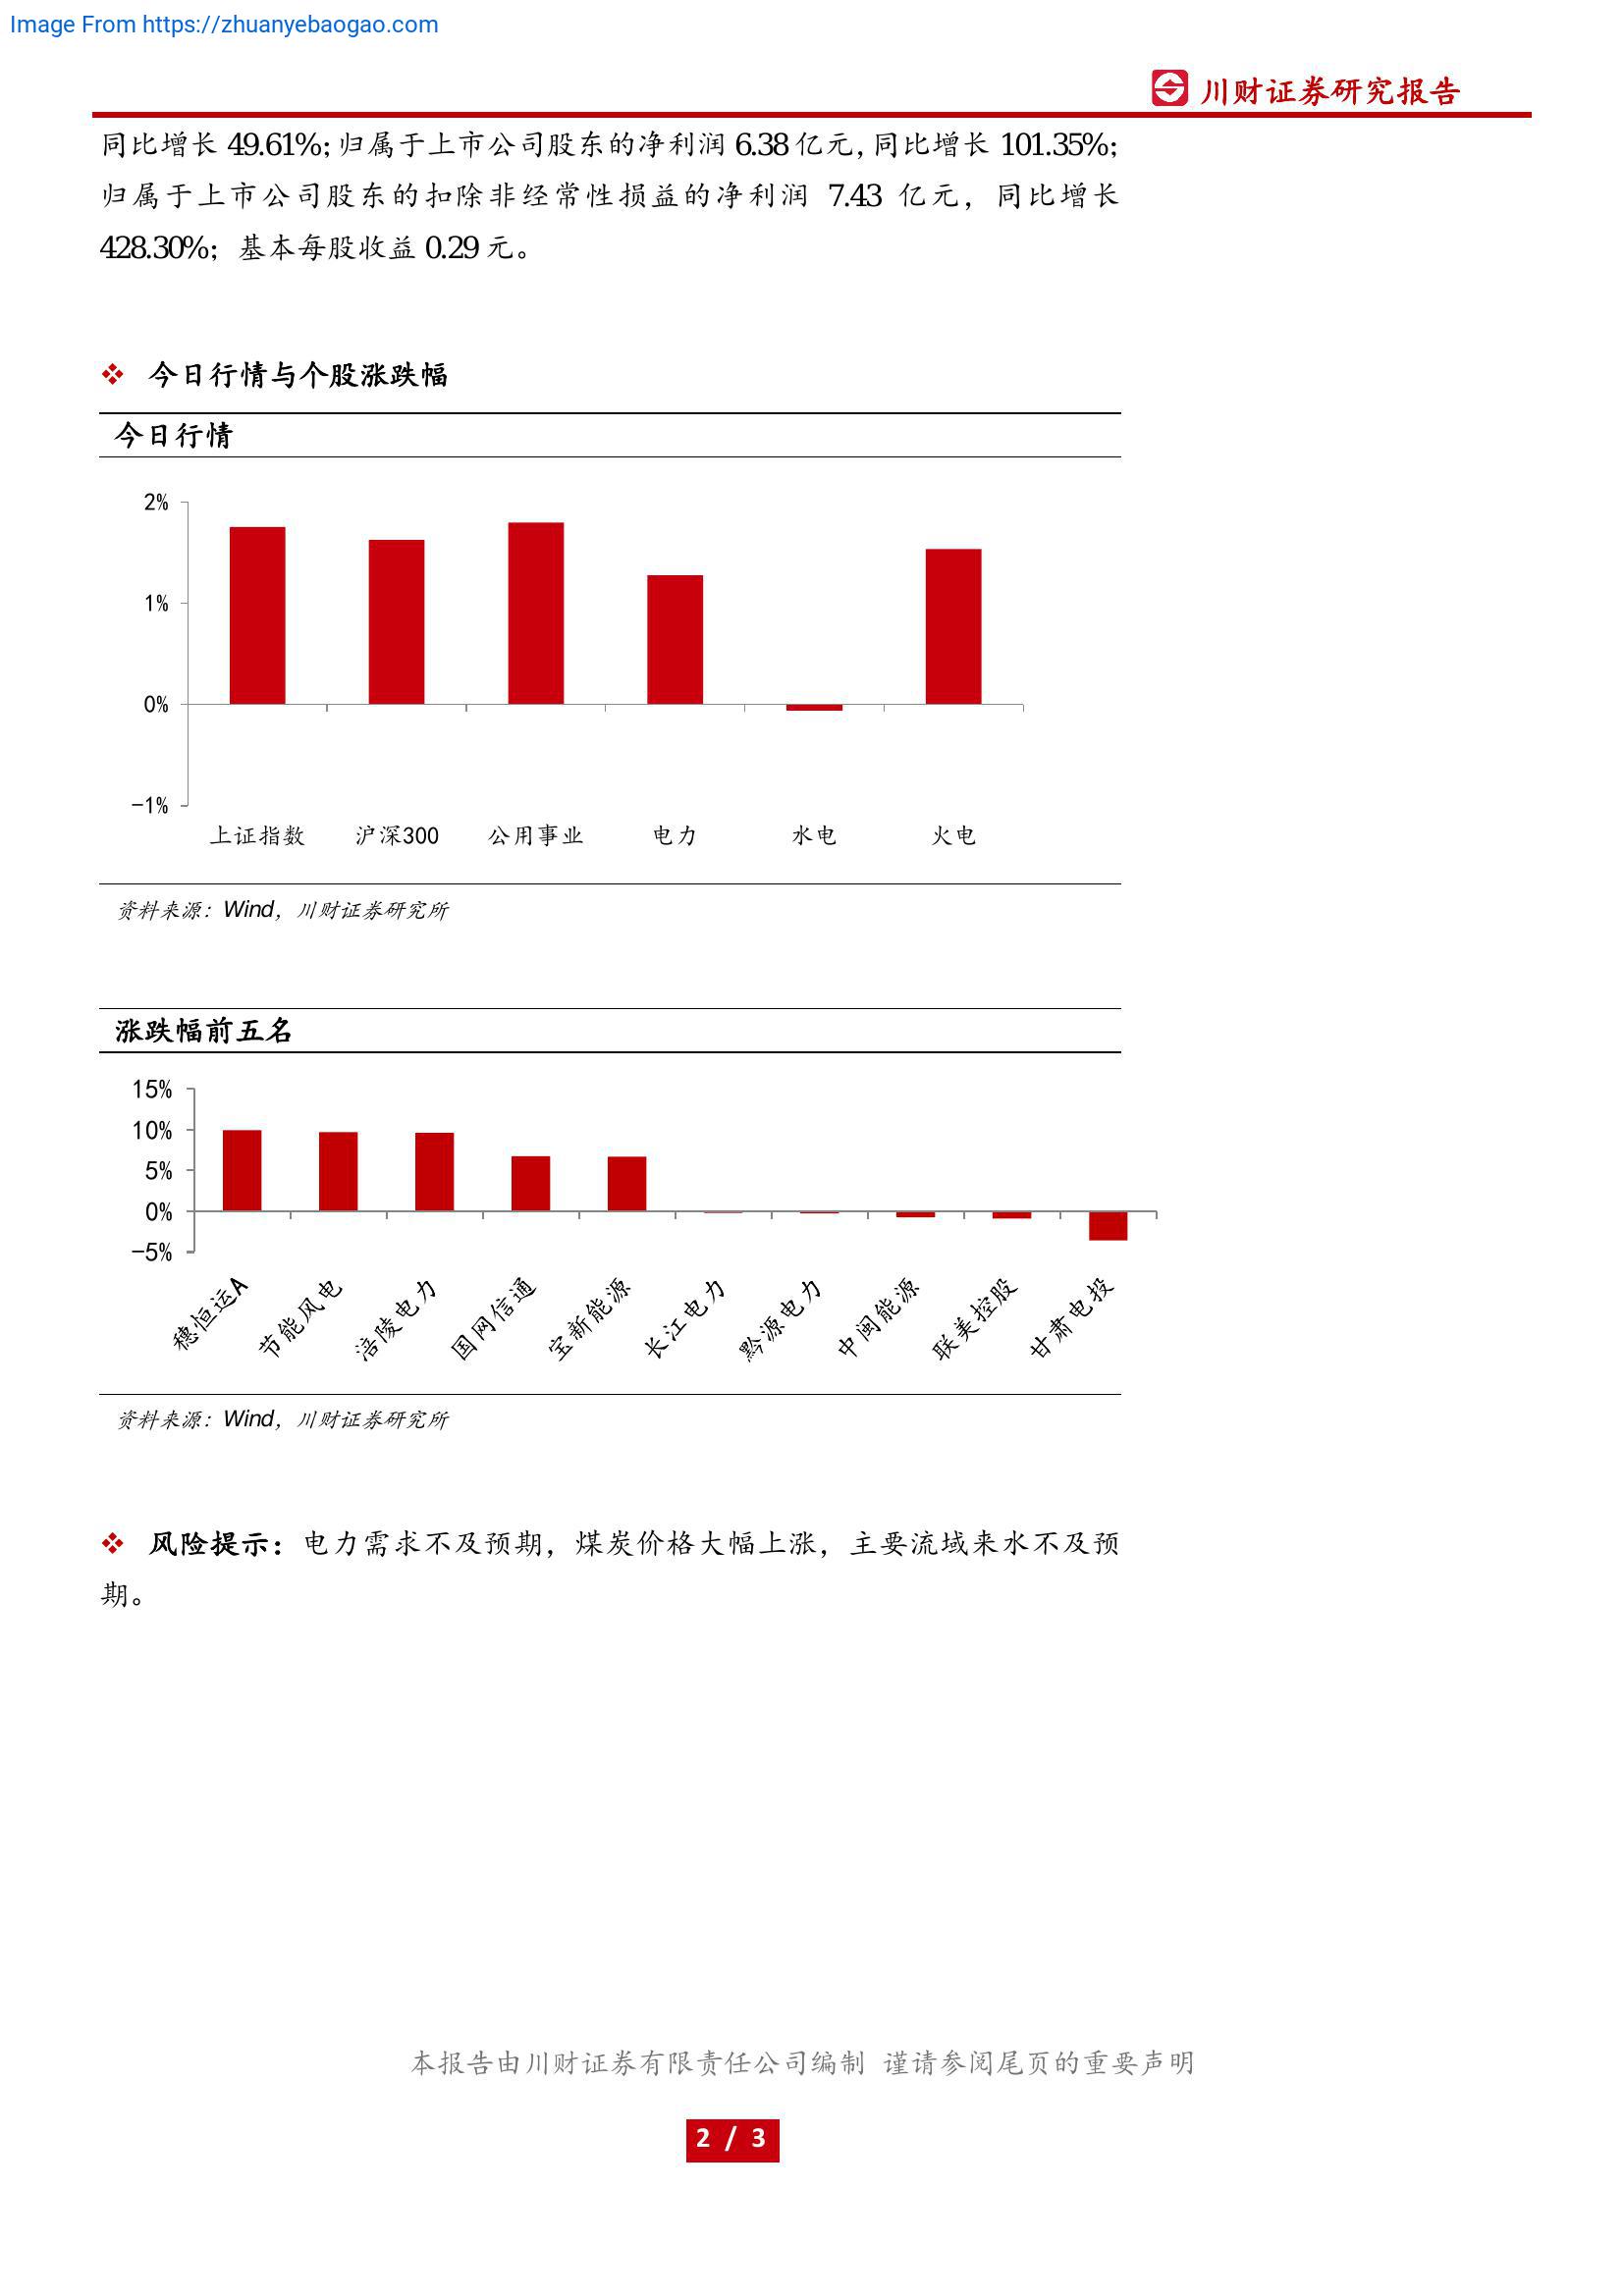 Image From https://zhuanyebaogao.com
川财证券研究报告
同比增长 49.61%；归属于上市公司股东的净利润 6.38 亿元，同比增长 101.35%；
归属于上市公司股东的扣除非经常性损益的净利润 7.43 亿元，同比增长
428.30%；基本每股收益 0.29 元。
❖ 今日行情与个股涨跌幅
今日行情
2%
1%
0%
-1%
上证指数 沪深300 公用事业 电力 水电 火电
资料来源：Wind，川财证券研究所
涨跌幅前五名
15%
10%
5%
0%
-5%
穗恒运A 节能风电 涪陵电力 国网信通 宝新能源 长江电力 黔源电力 中闽能源 联美控股 甘肃电投
资料来源：Wind，川财证券研究所
❖ 风险提示：电力需求不及预期，煤炭价格大幅上涨，主要流域来水不及预
期。
本报告由川财证券有限责任公司编制 谨请参阅尾页的重要声明
2 / 3